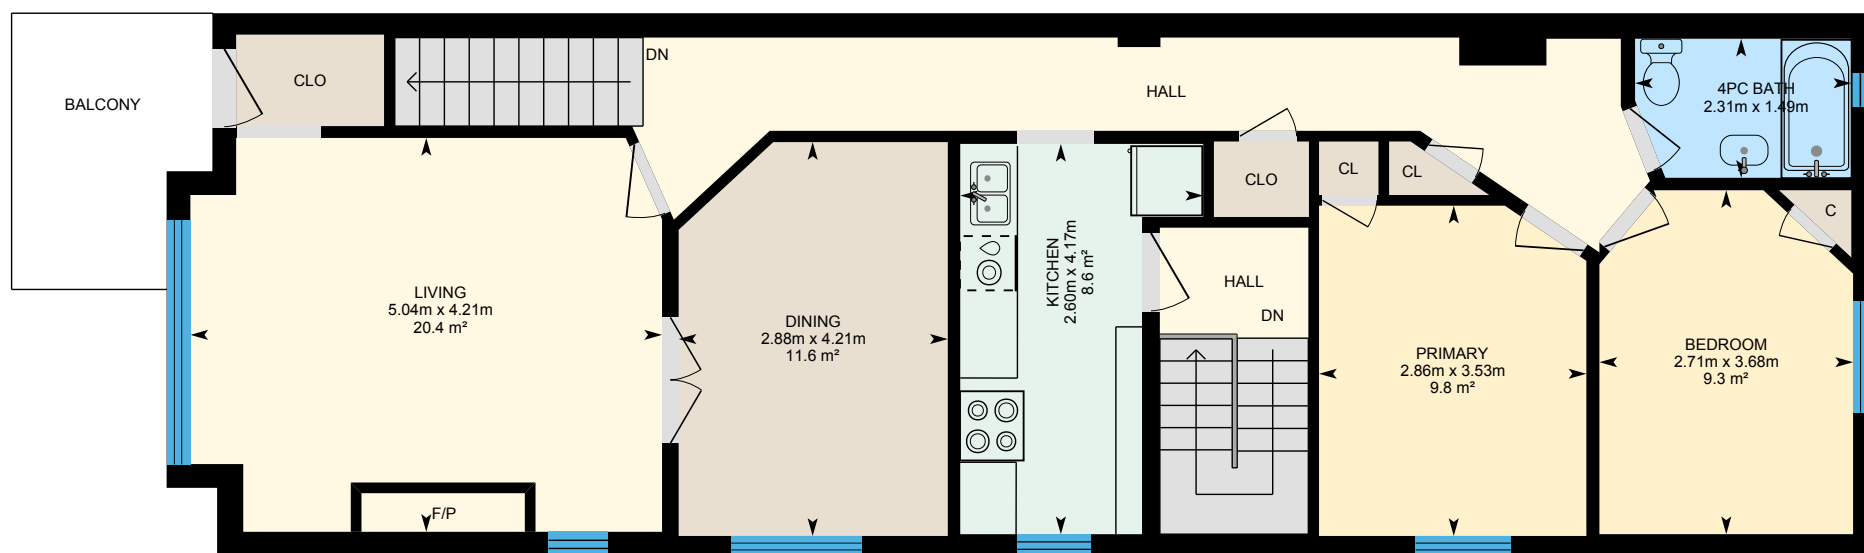 BALCONY
CLO
DN
HALL
4PC BATH
2.31m x 1.49m
LIVING
5.04m x 4.21m
20.4 m²
F/P
DINING
2.88m x 4.21m
11.6 m²
KITCHEN
2.60m x 4.17m
8.6 m²
CLO
CL
CL
C
HALL
DN
PRIMARY
2.86m x 3.53m
9.8 m²
BEDROOM
2.71m x 3.68m
9.3 m²